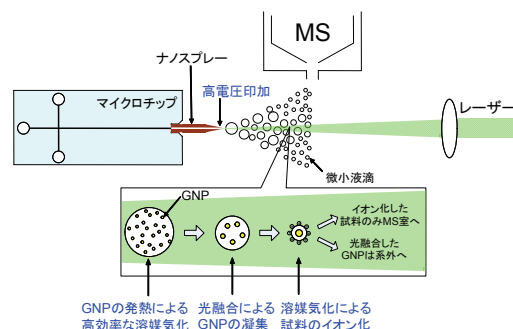 MS
ナノスプレー
高電圧印加
マイクロチップ
レーザー
微小液滴
GNP
イオン化した
試料のみMS室へ
光融合した
GNPは系外へ
GNPの発熱による
高効率な溶媒気化
光融合による
GNPの凝集
溶媒気化による
試料のイオン化